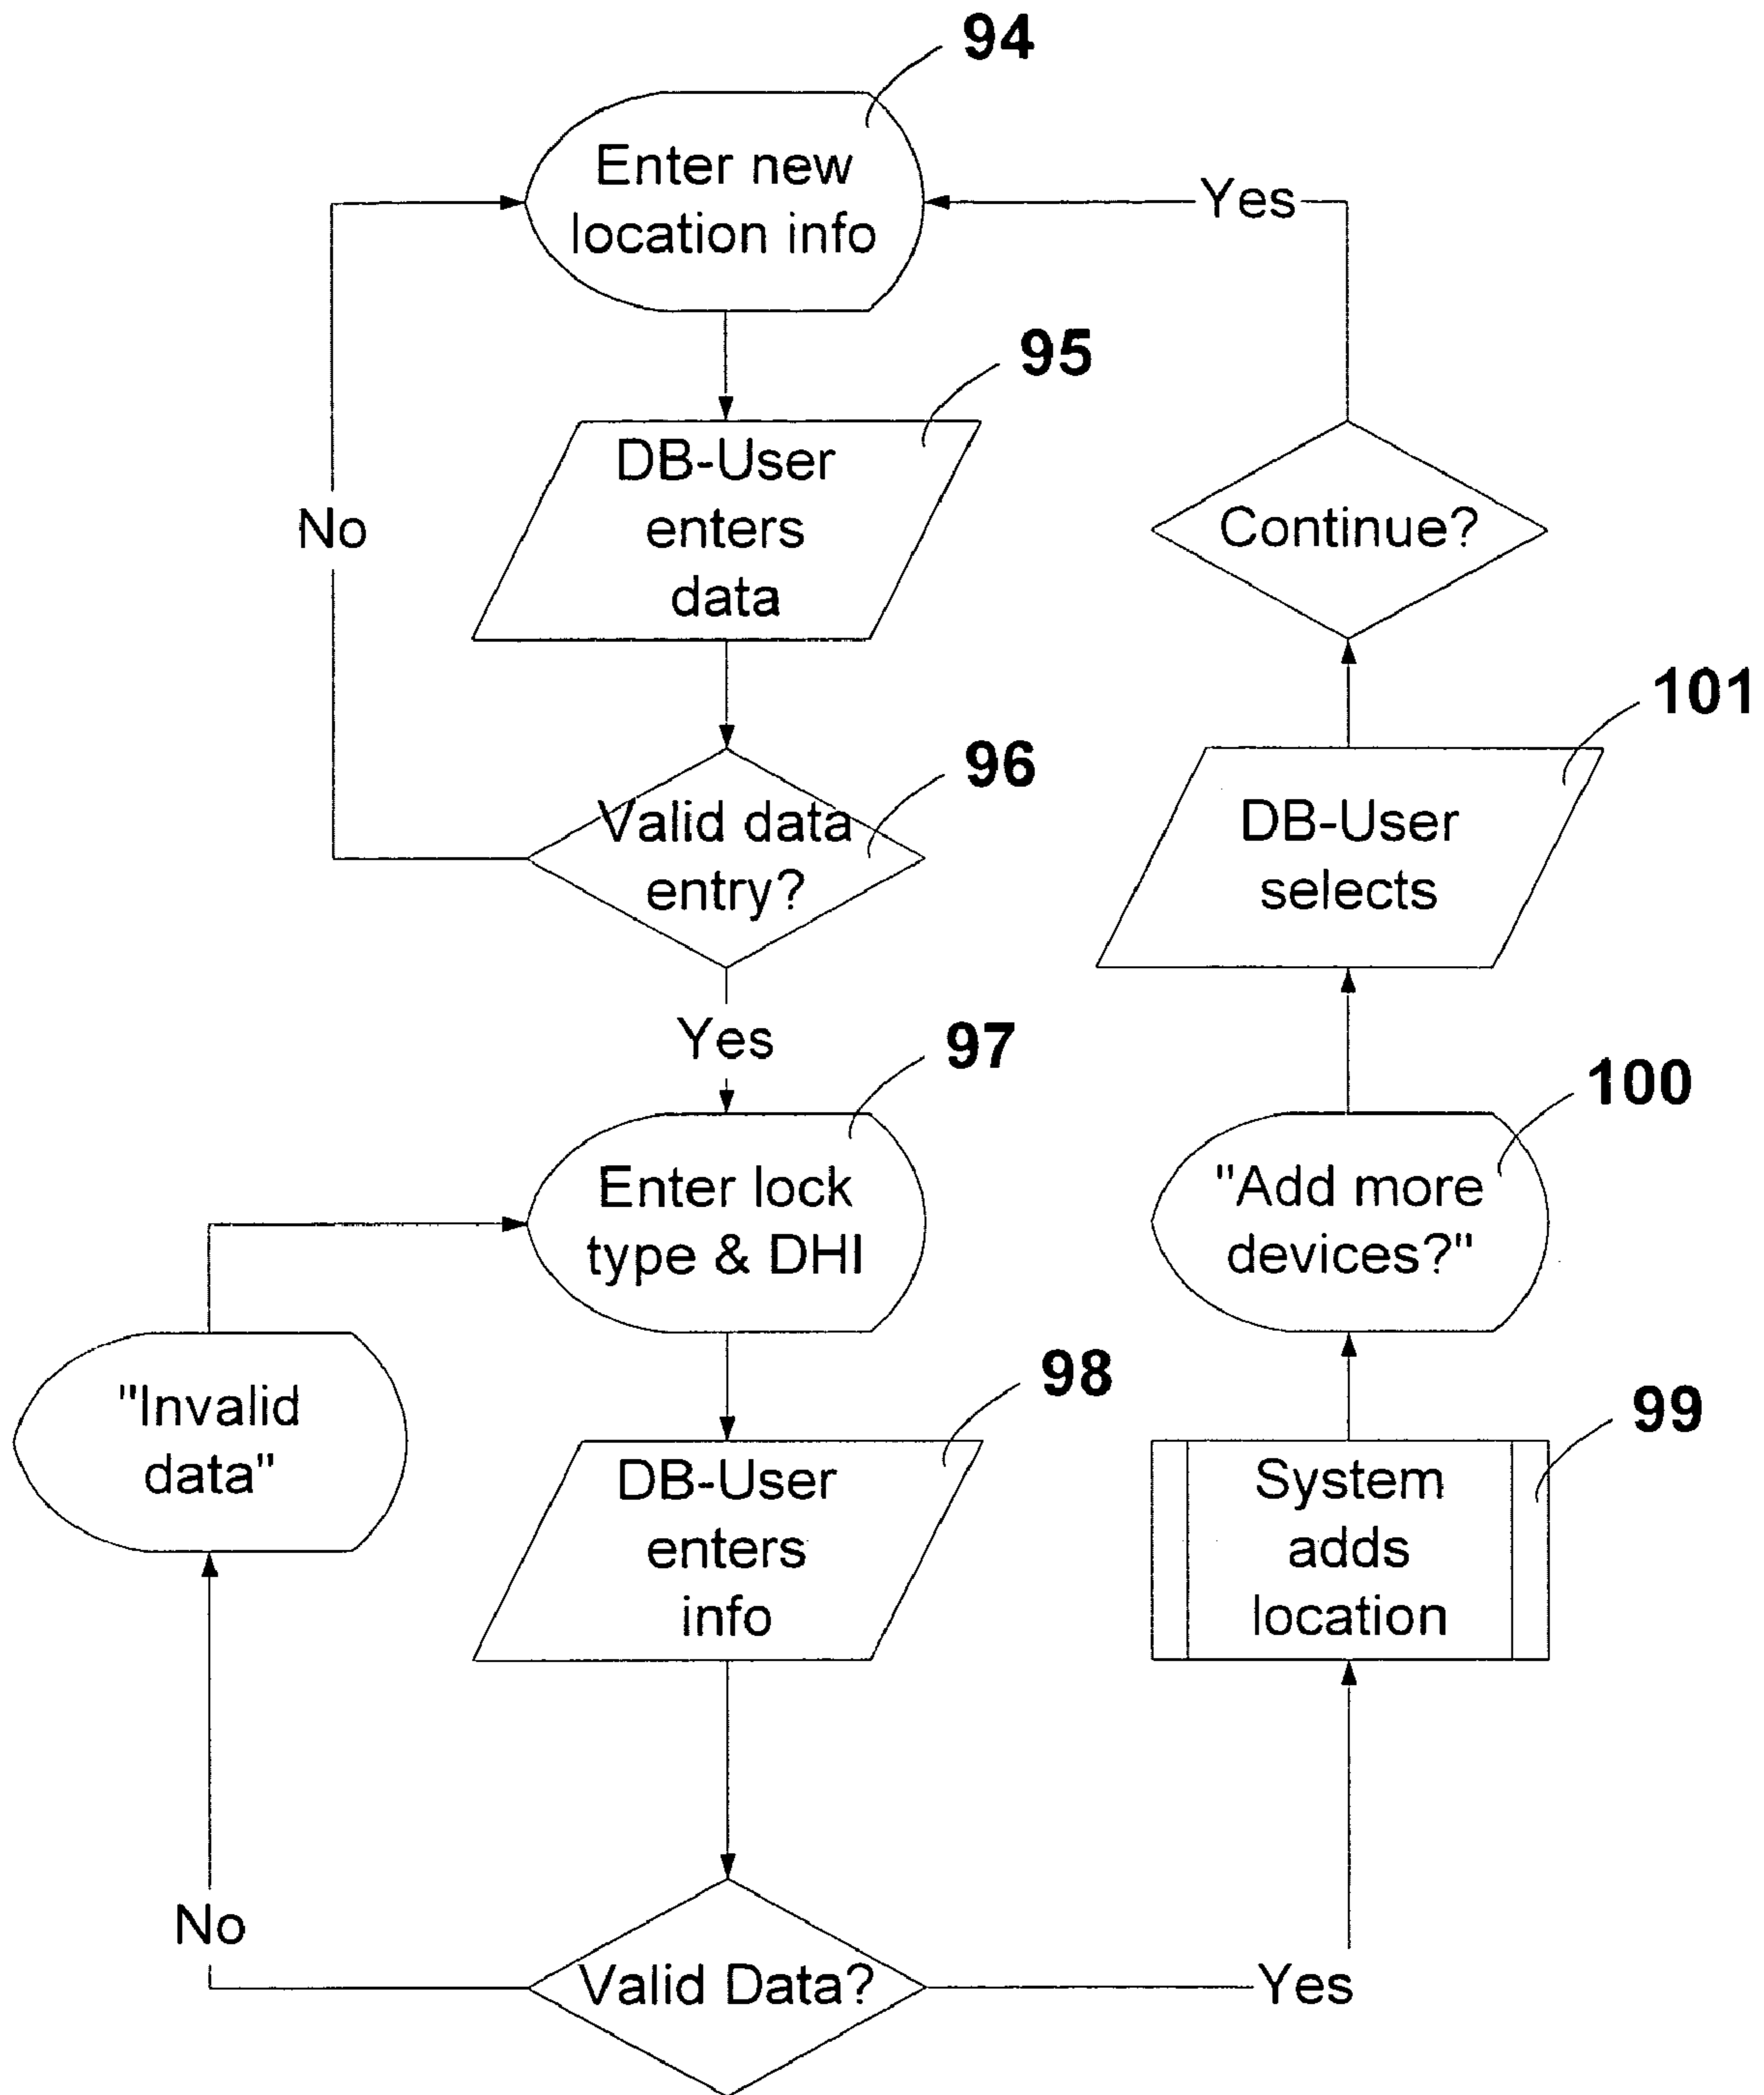 94
Enter new
location info
Yes
95
DB-User
enters
data
No
Continue?
96
Valid data
entry?
101
DB-User
selects
Yes
97
Enter lock
type & DHI
100
"Add more
devices?"
"Invalid
data"
98
DB-User
enters
info
99
System
adds
location
No
Valid Data?
Yes